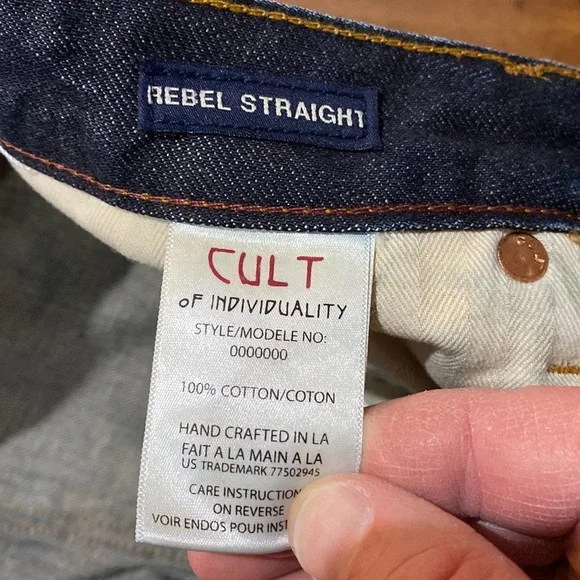 REBEL STRAIGHT
CULT
OF INDIVIDUALITY
STYLE/MODELE NO:
0000000
100% COTTON/COTON
HAND CRAFTED IN LA
FAIT A LA MAIN A LA
US TRADEMARK 77502945
CARE INSTRUCTION
ON REVERSE
VOIR ENDOS POUR INST